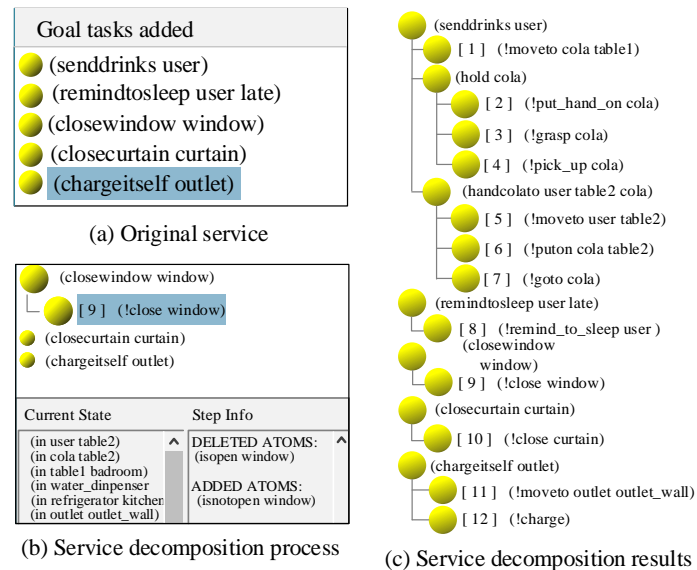 Goal tasks added
(senddrinks user)
(remindtosleep user late)
(closewindow window)
(closecurtain curtain)
(chargeitself outlet)
(a) Original service
(closewindow window)
[ 9 ] (!close window)
(closecurtain curtain)
(chargeitself outlet)
Current State
(in user table2)
(in cola table2)
(in table1 badroom)
(in water_dinpenser
(in refrigerator kitchen
(in outlet outlet_wall)
Step Info
DELETED ATOMS:
(isopen window)
ADDED ATOMS:
(isnotopen window)
(b) Service decomposition process
(senddrinks user)
[ 1 ] (!moveto cola table1)
(hold cola)
[ 2 ] (!put_hand_on cola)
[ 3 ] (!grasp cola)
[ 4 ] (!pick_up cola)
(handcolato user table2 cola)
[ 5 ] (!moveto user table2)
[ 6 ] (!puton cola table2)
[ 7 ] (!goto cola)
(remindtosleep user late)
[ 8 ] (!remind_to_sleep user )
(closewindow
window)
[ 9 ] (!close window)
(closecurtain curtain)
[ 10 ] (!close curtain)
(chargeitself outlet)
[ 11 ] (!moveto outlet outlet_wall)
[ 12 ] (!charge)
(c) Service decomposition results